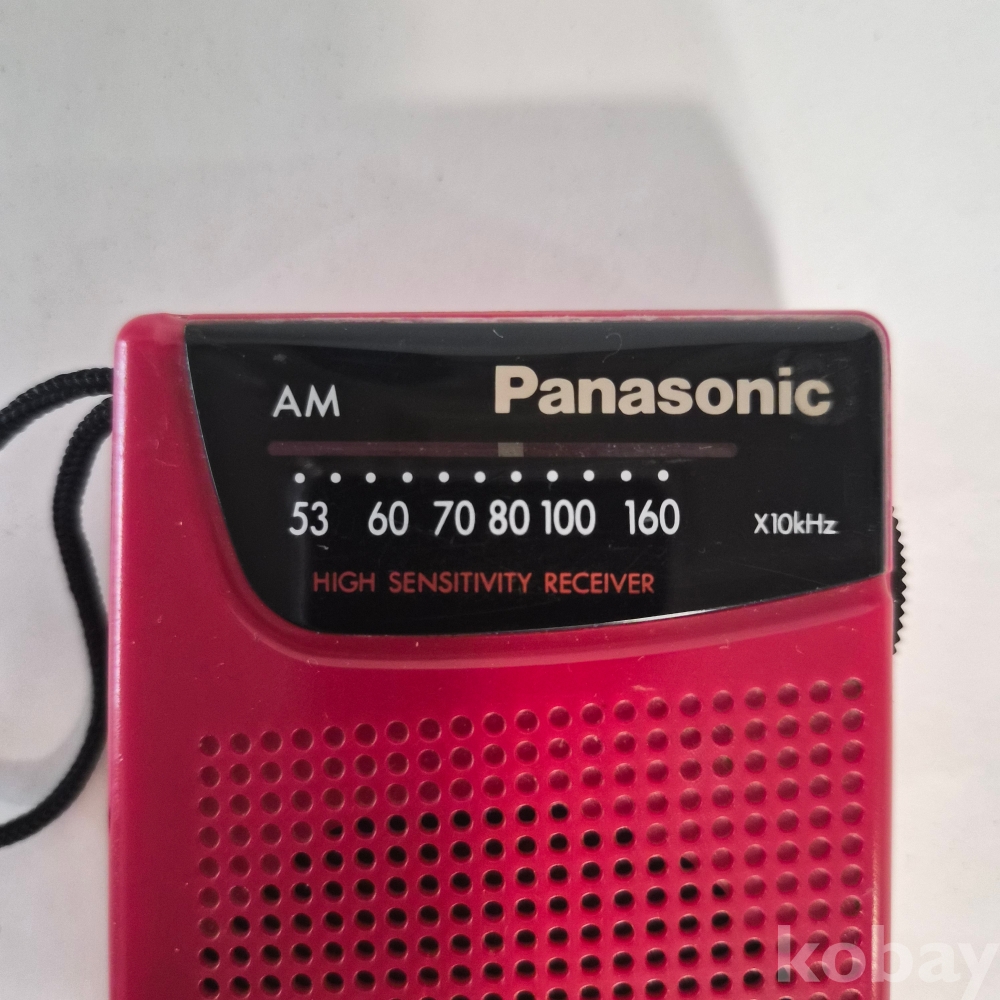 AM Panasonic
53 60 70 80 100 160 X10kHz
HIGH SENSITIVITY RECEIVER
kobay